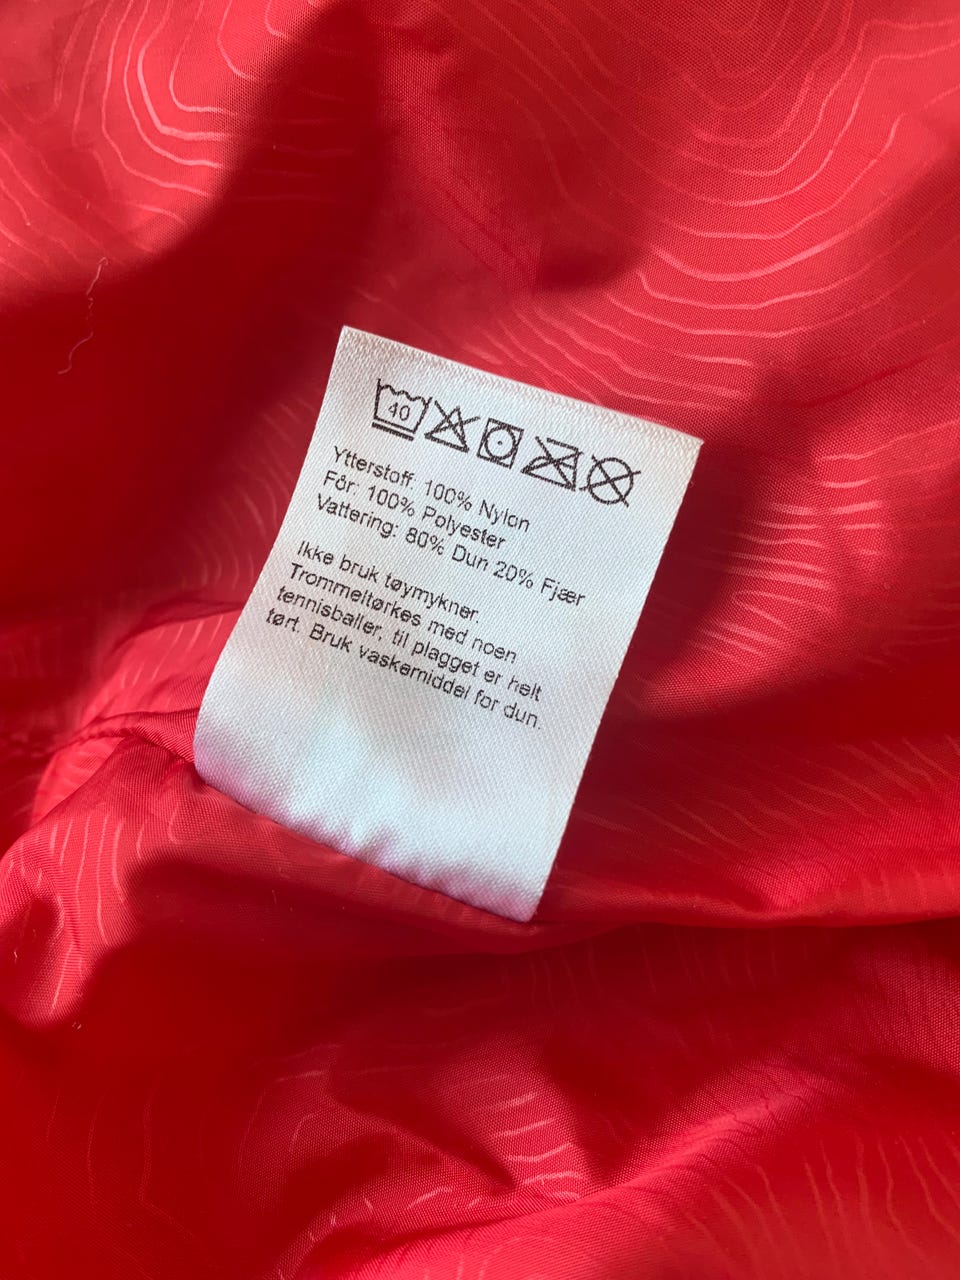 40
Ytterstoff: 100% Nylon
Fôr: 100% Polyester
Vattering: 80% Dun 20% Fjær
Ikke bruk tøymykner.
Trommeltørkes med noen
tennisballer, til plagget er helt
tørt. Bruk vaskemiddel for dun.